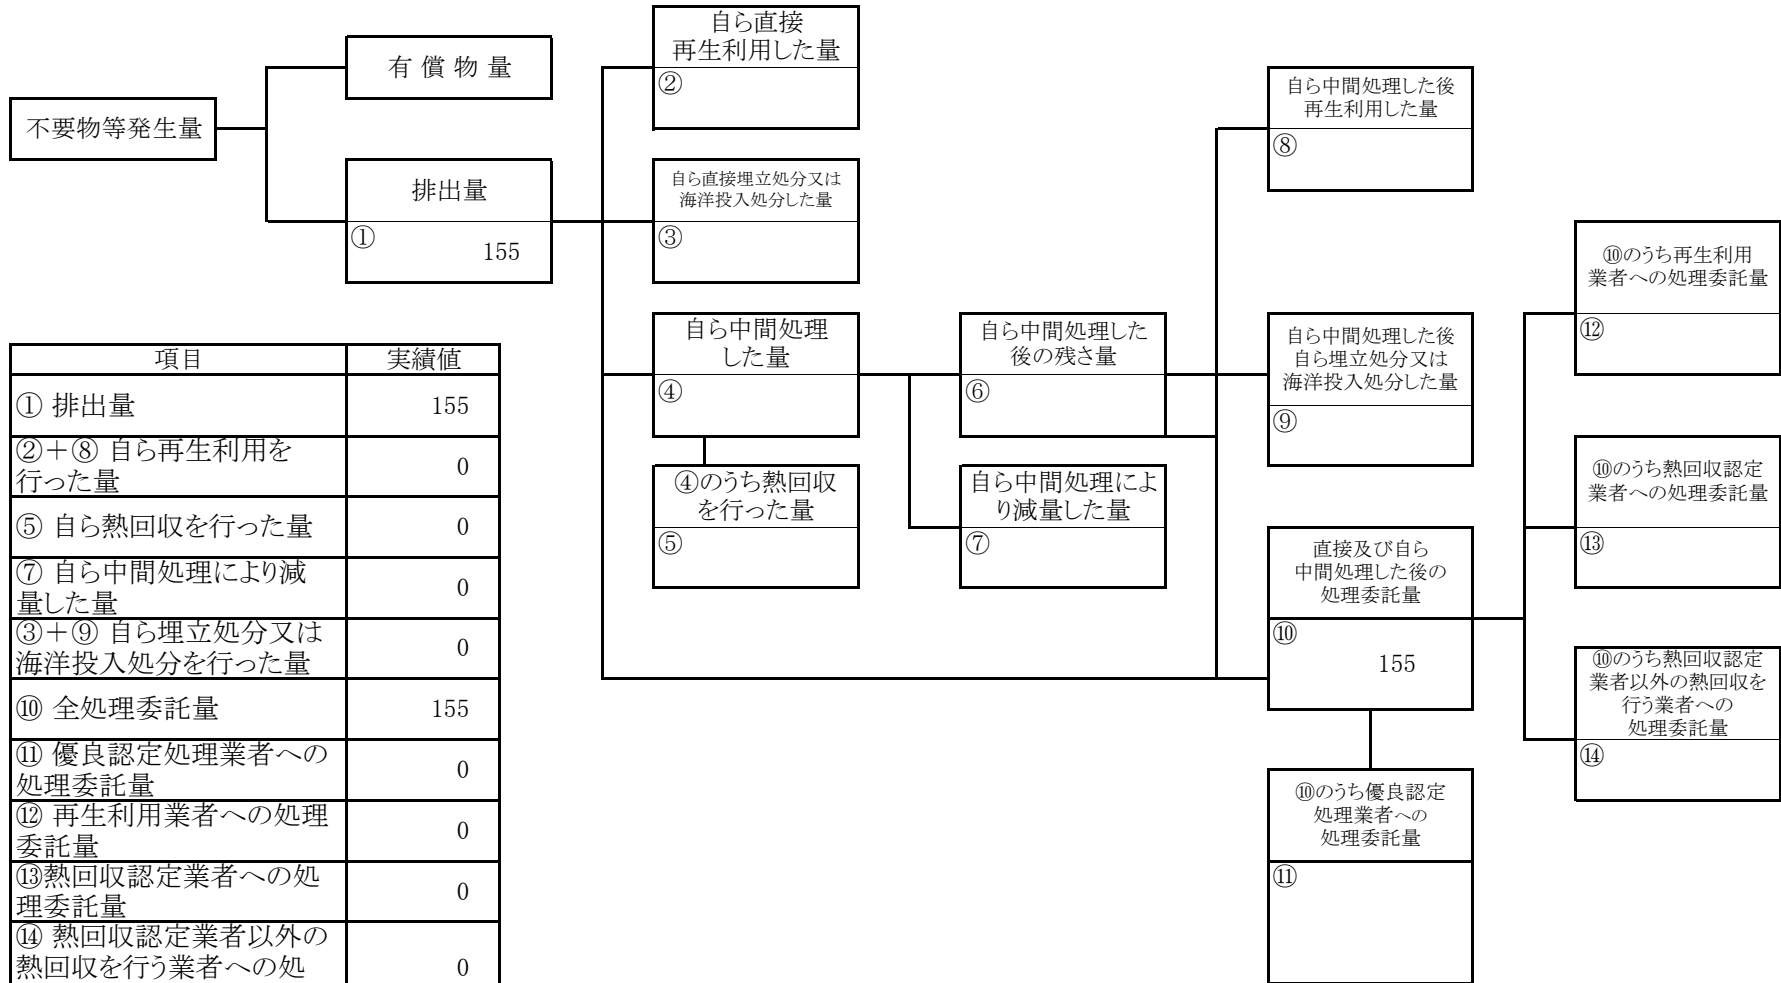 不要物等発生量
有償物量
排出量
① 155
自ら直接
再生利用した量
②
自ら直接埋立処分又は
海洋投入処分した量
③
自ら中間処理
した量
④
④のうち熱回収
を行った量
⑤
自ら中間処理した
後の残さ量
⑥
自ら中間処理によ
り減量した量
⑦
自ら中間処理した後
再生利用した量
⑧
自ら中間処理した後
自ら埋立処分又は
海洋投入処分した量
⑨
直接及び自ら
中間処理した後の
処理委託量
⑩
155
⑩のうち優良認定
処理業者への
処理委託量
⑪
⑩のうち再生利用
業者への処理委託量
⑫
⑩のうち熱回収認定
業者への処理委託量
⑬
⑩のうち熱回収認定
業者以外の熱回収を
行う業者への
処理委託量
⑭
項目 実績値
① 排出量 155
②+⑧ 自ら再生利用を
行った量 0
⑤ 自ら熱回収を行った量 0
⑦ 自ら中間処理により減
量した量 0
③+⑨ 自ら埋立処分又は
海洋投入処分を行った量 0
⑩ 全処理委託量 155
⑪ 優良認定処理業者への
処理委託量 0
⑫ 再生利用業者への処理
委託量 0
⑬熱回収認定業者への処
理委託量 0
⑭ 熱回収認定業者以外の
熱回収を行う業者への処 0